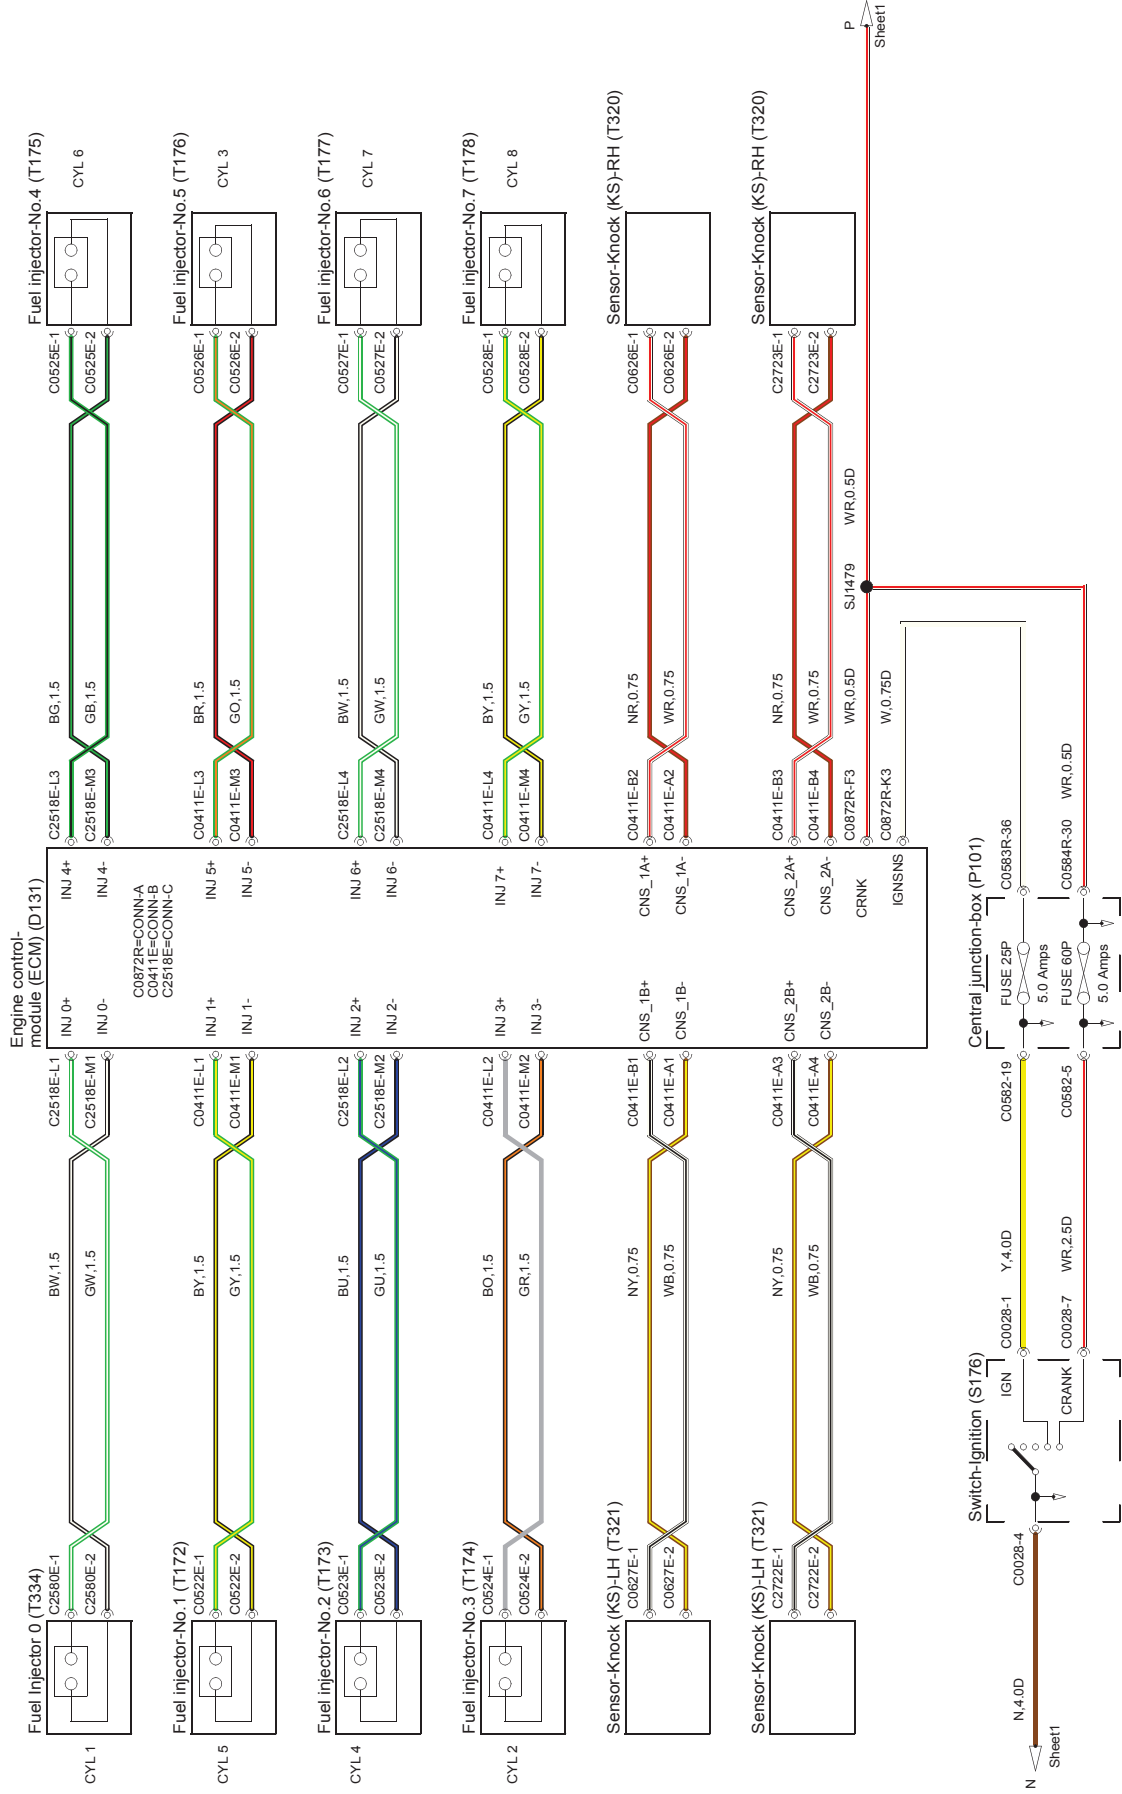 Fuel Injector 0 (T334)
CYL 1
C2580E-1
C2580E-2
BW,1.5
GW,1.5
C2518E-L1
C2518E-M1
Engine control-
module (ECM) (D131)
INJ 0+
INJ 0-
INJ 4+
INJ 4-
C0872R=CONN-A
C0411E=CONN-B
C2518E=CONN-C
C2518E-L3
C2518E-M3
BG,1.5
GB,1.5
C0525E-1
C0525E-2
Fuel injector-No.4 (T175)
CYL 6
Fuel injector-No.1 (T172)
CYL 5
C0522E-1
C0522E-2
BY,1.5
GY,1.5
C0411E-L1
C0411E-M1
INJ 1+
INJ 1-
INJ 5+
INJ 5-
C0411E-L3
C0411E-M3
BR,1.5
GO,1.5
C0526E-1
C0526E-2
Fuel injector-No.5 (T176)
CYL 3
Fuel injector-No.2 (T173)
CYL 4
C0523E-1
C0523E-2
BU,1.5
GU,1.5
C2518E-L2
C2518E-M2
INJ 2+
INJ 2-
INJ 6+
INJ 6-
C2518E-L4
C2518E-M4
BW,1.5
GW,1.5
C0527E-1
C0527E-2
Fuel injector-No.6 (T177)
CYL 7
Fuel injector-No.3 (T174)
CYL 2
C0524E-1
C0524E-2
BO,1.5
GR,1.5
C0411E-L2
C0411E-M2
INJ 3+
INJ 3-
INJ 7+
INJ 7-
C0411E-L4
C0411E-M4
BY,1.5
GY,1.5
C0528E-1
C0528E-2
Fuel injector-No.7 (T178)
CYL 8
Sensor-Knock (KS)-LH (T321)
C0627E-1
C0627E-2
NY,0.75
WB,0.75
C0411E-B1
C0411E-A1
CNS_1B+
CNS_1B-
CNS_1A+
CNS_1A-
C0411E-B2
C0411E-A2
NR,0.75
WR,0.75
C0626E-1
C0626E-2
Sensor-Knock (KS)-RH (T320)
Sensor-Knock (KS)-LH (T321)
C2722E-1
C2722E-2
NY,0.75
WB,0.75
C0411E-A3
C0411E-A4
CNS_2B+
CNS_2B-
CNS_2A+
CNS_2A-
C0411E-B3
C0411E-B4
NR,0.75
WR,0.75
C2723E-1
C2723E-2
Sensor-Knock (KS)-RH (T320)
CRNK
IGNSNS
C0872R-F3
C0872R-K3
WR,0.5D
W,0.75D
SJ1479
WR,0.5D
P
Sheet1
N
Sheet1
N,4.0D
C0028-4
Switch-Ignition (S176)
IGN
CRANK
C0028-1
C0028-7
Y,4.0D
WR,2.5D
C0582-19
C0582-5
Central junction-box (P101)
FUSE 25P
5.0 Amps
FUSE 60P
5.0 Amps
C0583R-36
C0584R-30
WR,0.5D